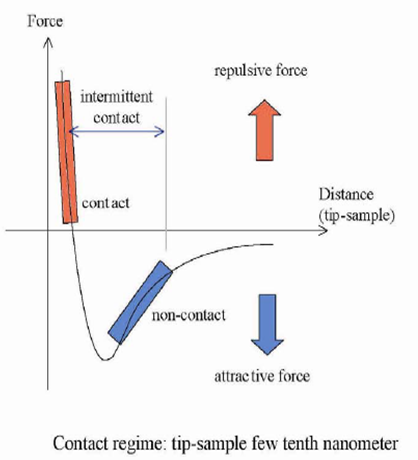 Force
repulsive force
intermittent
contact
contact
Distance
(tip-sample)
non-contact
attractive force
Contact regime: tip-sample few tenth nanometer